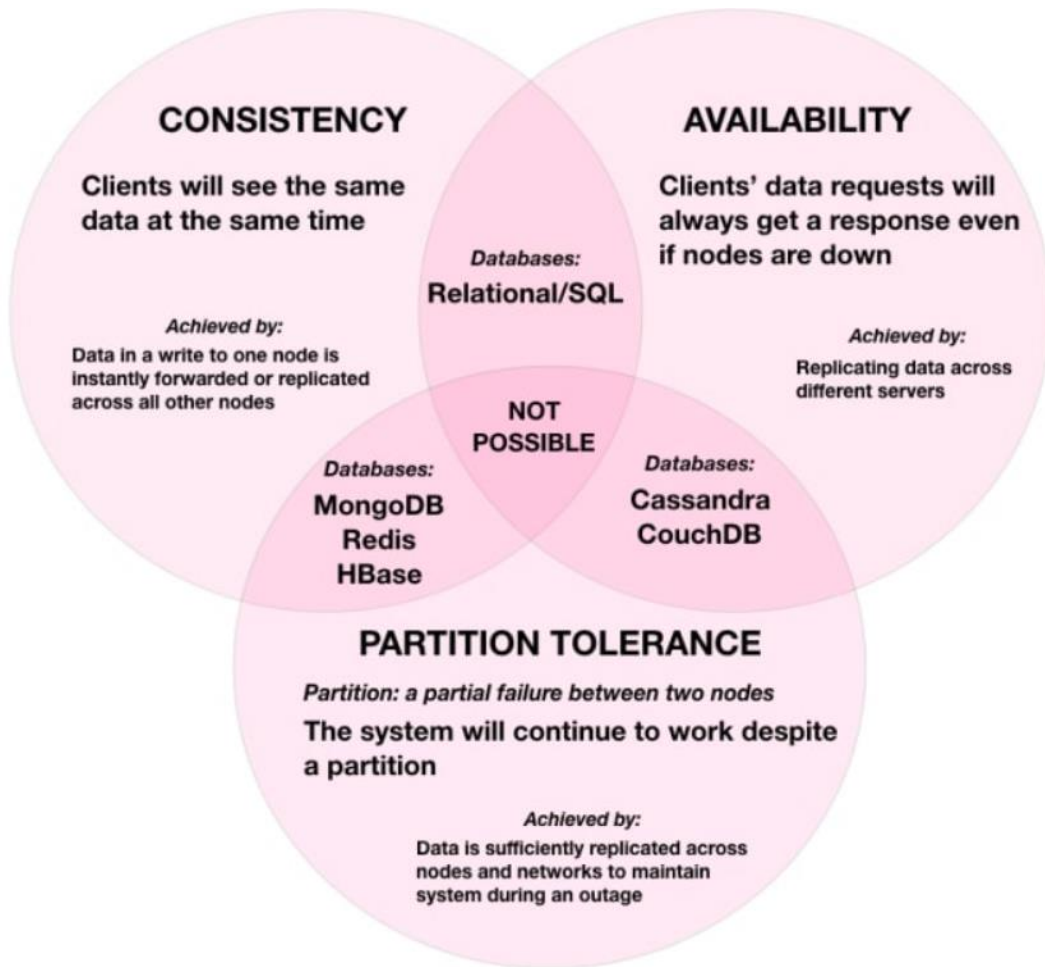 CONSISTENCY
Clients will see the same
data at the same time
Achieved by:
Data in a write to one node is
instantly forwarded or replicated
across all other nodes
AVAILABILITY
Clients’ data requests will
always get a response even
if nodes are down
Achieved by:
Replicating data across
different servers
Databases:
Relational/SQL
NOT
POSSIBLE
Databases:
MongoDB
Redis
HBase
Databases:
Cassandra
CouchDB
PARTITION TOLERANCE
Partition: a partial failure between two nodes
The system will continue to work despite
a partition
Achieved by:
Data is sufficiently replicated across
nodes and networks to maintain
system during an outage